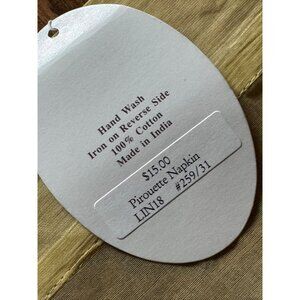 Hand Wash
Iron on Reverse Side
100% Cotton
Made in India
$15.00
Pirouette Napkin
LIN18 #259/31